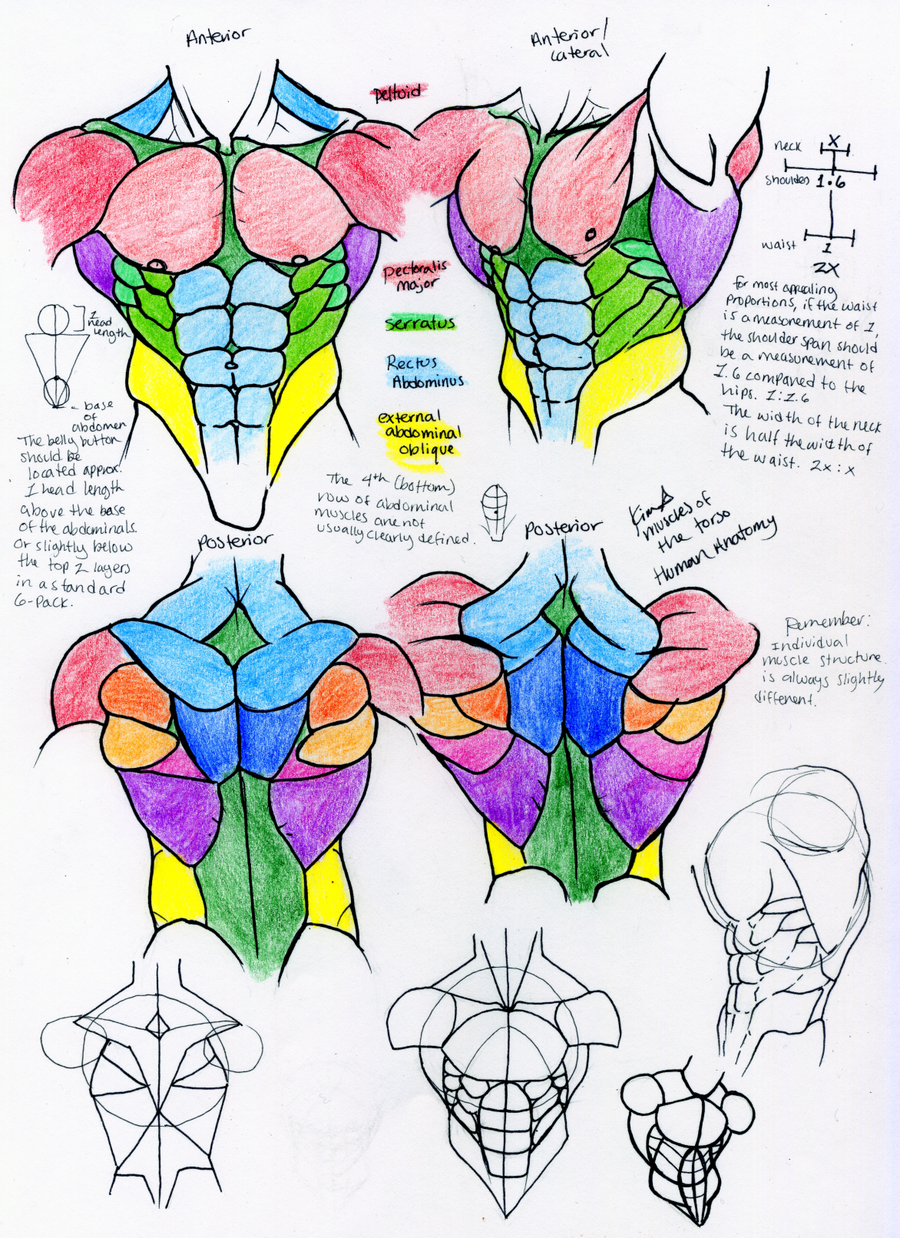 Anterior
Anterior/
Lateral
Deltoid
neck
X
shoulders
1.6
waist
1
2X
Pectoralis
Major
Serratus
Rectus
Abdominus
external
abdominal
oblique
1
head
length
base
of
abdomen
The belly button
should be
located approx.
1 head length
above the base
of the abdominals.
Or slightly below
the top 2 layers
in a standard
6-pack.
for most appealing
proportions, if the waist
is a measurement of 1,
the shoulder span should
be a measurement of
1.6 compared to the
hips. 1:1.6
The width of the neck
is half the width of
the waist. 2x:x
The 4th (bottom)
row of abdominal
muscles are not
usually clearly defined.
Posterior
Posterior
muscles of
the torso
Human Anatomy
Remember:
Individual
muscle structure
is always slightly
different.